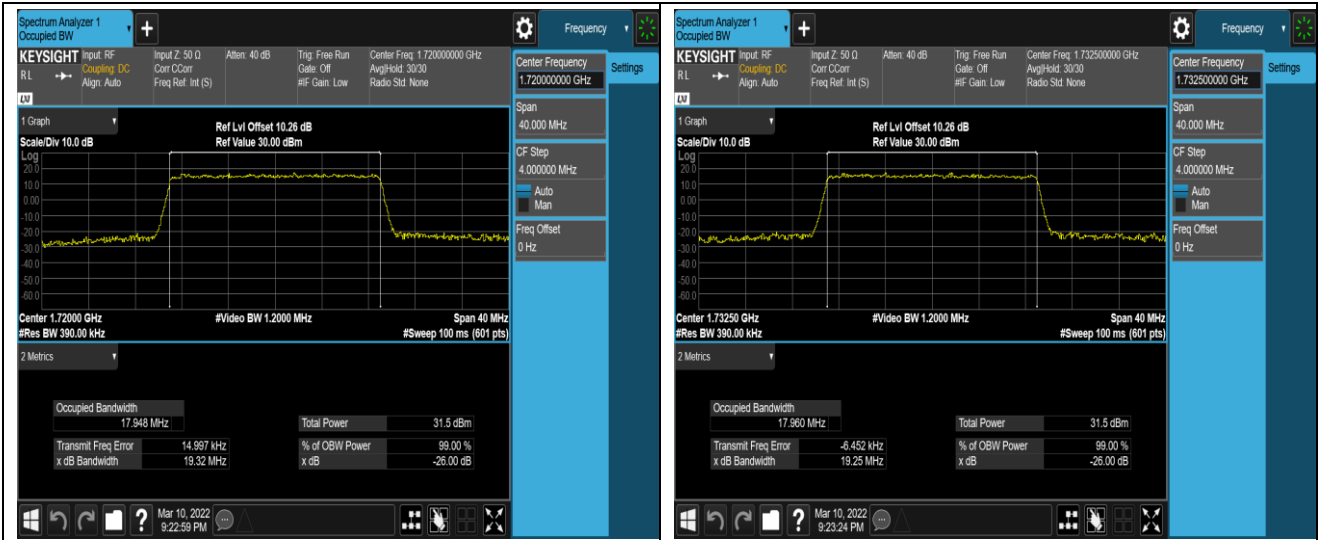 Spectrum Analyzer 1
Occupied BW
+
Frequency
KEYSIGHT Input: RF Input Z: 50 Ω Atten: 40 dB Trig: Free Run Center Freq: 1.720000000 GHz
RL Coupling: DC Corr CCorr Gate: Off Avg|Hold: 30/30
Align: Auto Freq Ref: Int (S) #IF Gain: Low Radio Std: None
LXI
Center Frequency
1.720000000 GHz
Settings
Span
40.000 MHz
CF Step
4.000000 MHz
Auto
Man
Freq Offset
0 Hz
1 Graph
Ref Lvl Offset 10.26 dB
Scale/Div 10.0 dB Ref Value 30.00 dBm
Log
20.0
10.0
0.00
-10.0
-20.0
-30.0
-40.0
-50.0
-60.0
Center 1.72000 GHz #Video BW 1.2000 MHz Span 40 MHz
#Res BW 390.00 kHz #Sweep 100 ms (601 pts)
2 Metrics
Occupied Bandwidth
17.948 MHz Total Power 31.5 dBm
Transmit Freq Error 14.997 kHz % of OBW Power 99.00 %
x dB Bandwidth 19.32 MHz x dB -26.00 dB
?
Mar 10, 2022
9:22:59 PM
Spectrum Analyzer 1
Occupied BW
+
Frequency
KEYSIGHT Input: RF Input Z: 50 Ω Atten: 40 dB Trig: Free Run Center Freq: 1.732500000 GHz
RL Coupling: DC Corr CCorr Gate: Off Avg|Hold: 30/30
Align: Auto Freq Ref: Int (S) #IF Gain: Low Radio Std: None
LXI
Center Frequency
1.732500000 GHz
Settings
Span
40.000 MHz
CF Step
4.000000 MHz
Auto
Man
Freq Offset
0 Hz
1 Graph
Ref Lvl Offset 10.26 dB
Scale/Div 10.0 dB Ref Value 30.00 dBm
Log
20.0
10.0
0.00
-10.0
-20.0
-30.0
-40.0
-50.0
-60.0
Center 1.73250 GHz #Video BW 1.2000 MHz Span 40 MHz
#Res BW 390.00 kHz #Sweep 100 ms (601 pts)
2 Metrics
Occupied Bandwidth
17.960 MHz Total Power 31.5 dBm
Transmit Freq Error -6.452 kHz % of OBW Power 99.00 %
x dB Bandwidth 19.25 MHz x dB -26.00 dB
?
Mar 10, 2022
9:23:24 PM